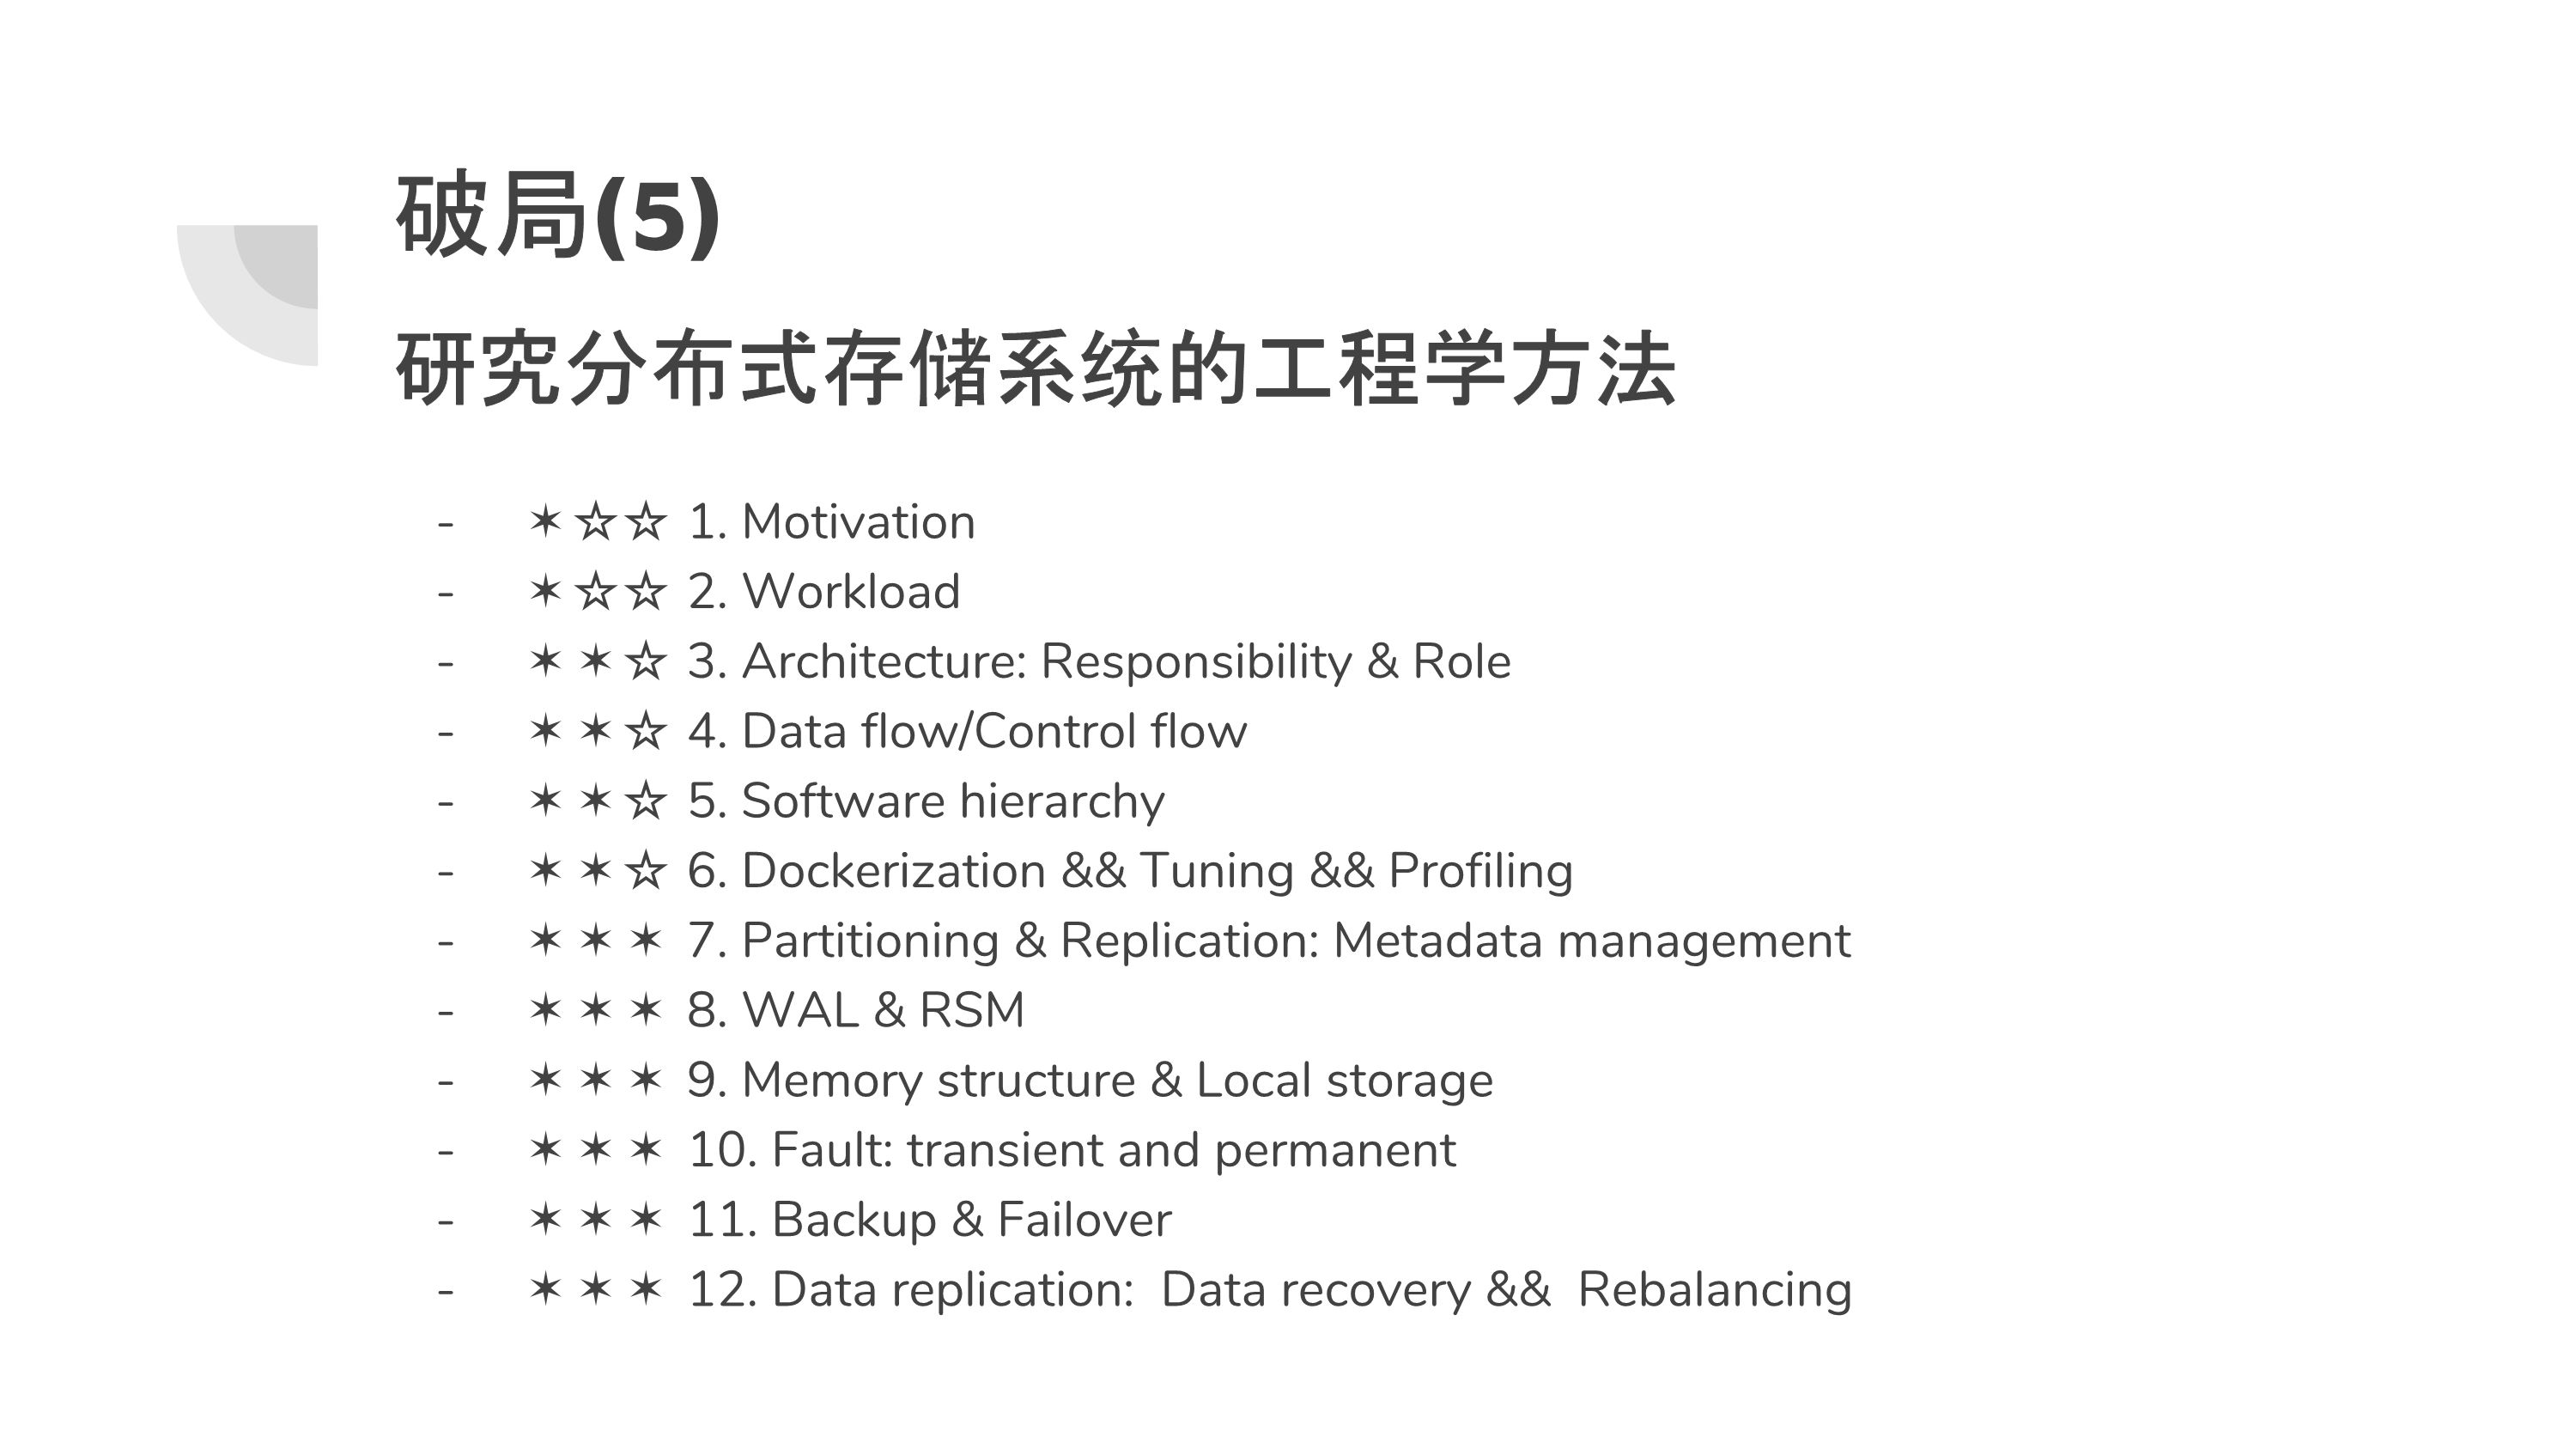 破局(5)
研究分布式存储系统的工程学方法
- ✶☆☆ 1. Motivation
- ✶☆☆ 2. Workload
- ✶✶☆ 3. Architecture: Responsibility & Role
- ✶✶☆ 4. Data flow/Control flow
- ✶✶☆ 5. Software hierarchy
- ✶✶☆ 6. Dockerization && Tuning && Profiling
- ✶✶✶ 7. Partitioning & Replication: Metadata management
- ✶✶✶ 8. WAL & RSM
- ✶✶✶ 9. Memory structure & Local storage
- ✶✶✶ 10. Fault: transient and permanent
- ✶✶✶ 11. Backup & Failover
- ✶✶✶ 12. Data replication:  Data recovery &&  Rebalancing